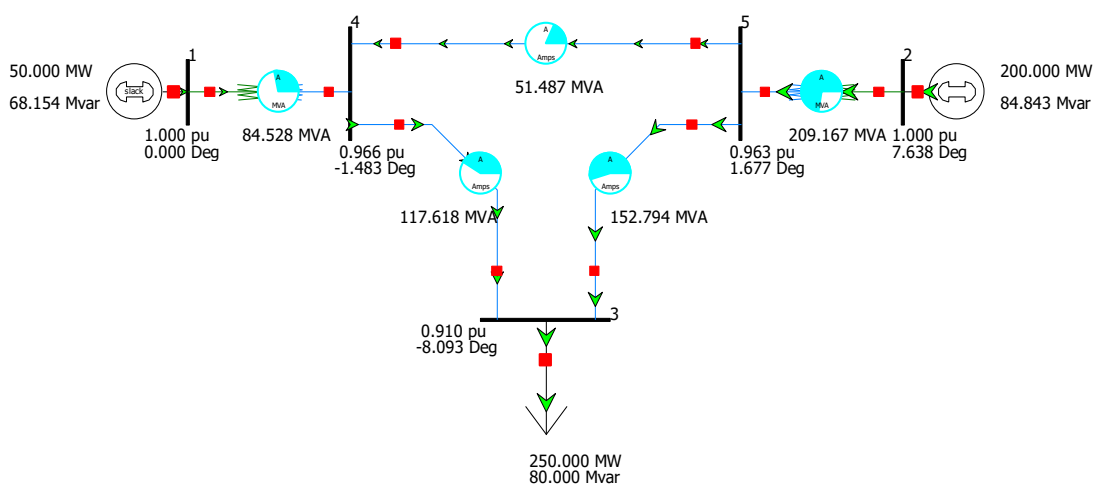 4
5
1
2
50.000 MW
68.154 Mvar
slack
A
MVA
A
Amps
A
MVA
200.000 MW
84.843 Mvar
51.487 MVA
84.528 MVA
209.167 MVA
1.000 pu
0.000 Deg
0.966 pu
-1.483 Deg
0.963 pu
1.677 Deg
1.000 pu
7.638 Deg
A
Amps
A
Amps
117.618 MVA
152.794 MVA
3
0.910 pu
-8.093 Deg
250.000 MW
80.000 Mvar